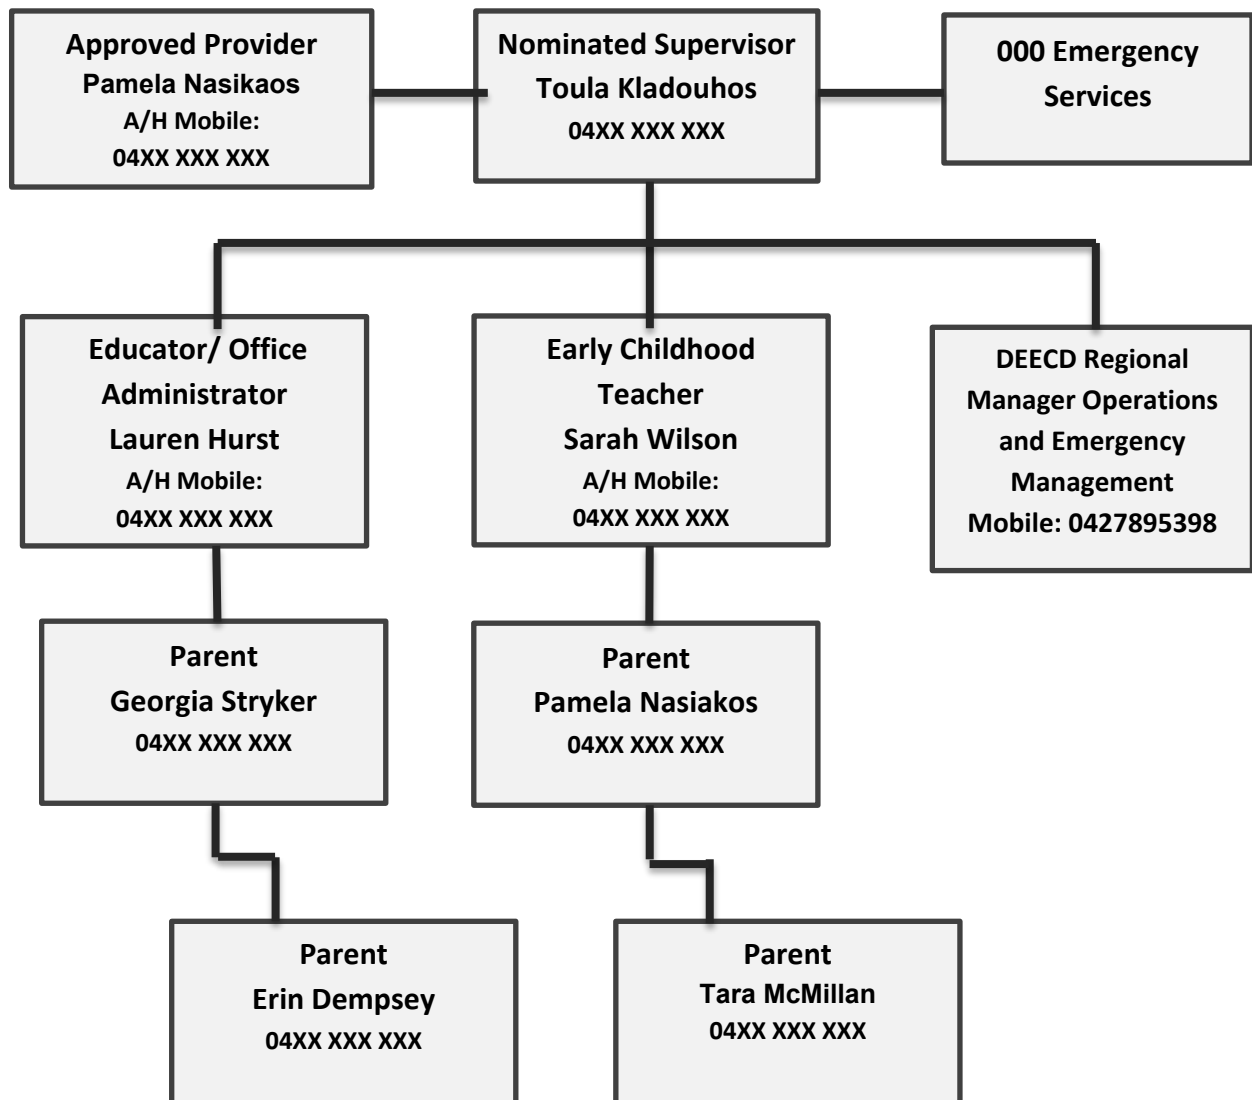 Approved Provider
Pamela Nasikaos
A/H Mobile:
04XX XXX XXX
Nominated Supervisor
Toula Kladouhos
04XX XXX XXX
000 Emergency
Services
Educator/ Office
Administrator
Lauren Hurst
A/H Mobile:
04XX XXX XXX
Early Childhood
Teacher
Sarah Wilson
A/H Mobile:
04XX XXX XXX
DEECD Regional
Manager Operations
and Emergency
Management
Mobile: 0427895398
Parent
Georgia Stryker
04XX XXX XXX
Parent
Pamela Nasiakos
04XX XXX XXX
Parent
Erin Dempsey
04XX XXX XXX
Parent
Tara McMillan
04XX XXX XXX